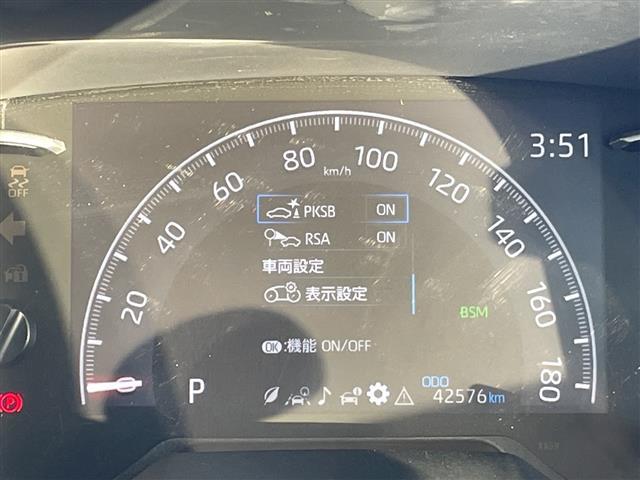 3:51
80
100
km/h
60
120
OFF
PKSB ON
40
140
RSA ON
車両設定
20
160
表示設定
BSM
OK:機能 ON/OFF
180
P
ODO
42576km